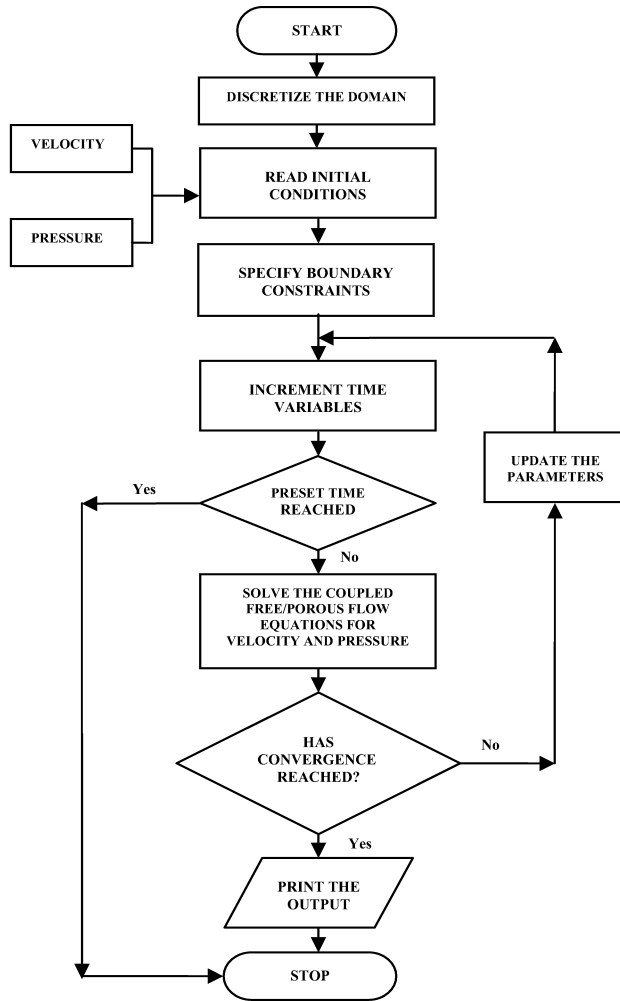 START
DISCRETIZE THE DOMAIN
VELOCITY
READ INITIAL
CONDITIONS
PRESSURE
SPECIFY BOUNDARY
CONSTRAINTS
INCREMENT TIME
VARIABLES
UPDATE THE
PARAMETERS
Yes
PRESET TIME
REACHED
No
SOLVE THE COUPLED
FREE/POROUS FLOW
EQUATIONS FOR
VELOCITY AND PRESSURE
HAS
CONVERGENCE
REACHED?
No
Yes
PRINT THE
OUTPUT
STOP